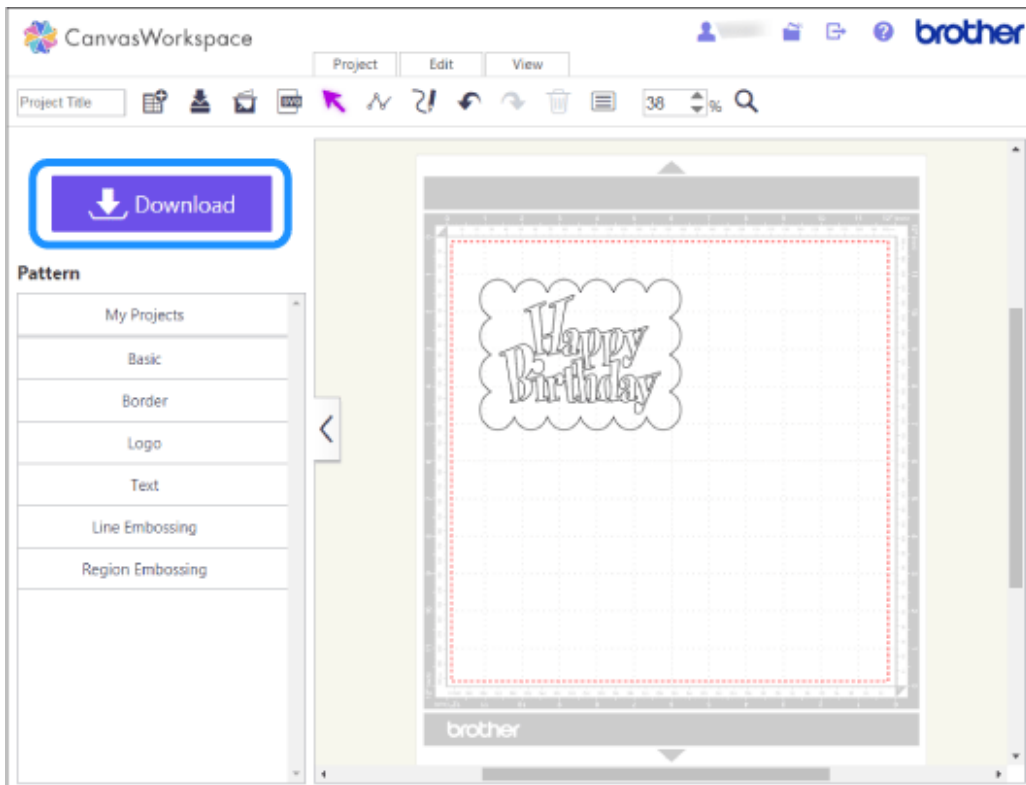 CanvasWorkspace
brother
Project Edit View
Project Title
SVG
38 %
Download
Pattern
My Projects
Basic
Border
Logo
Text
Line Embossing
Region Embossing
Happy
Birthday
brother